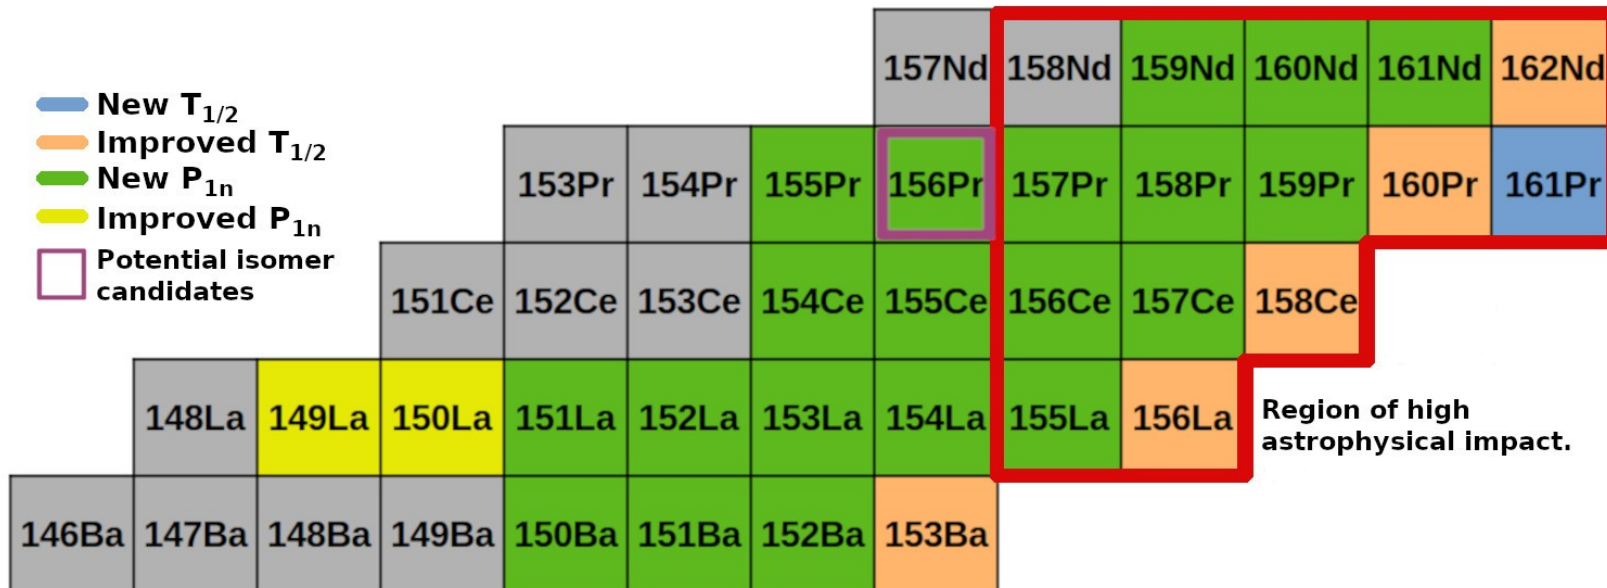 157Nd 158Nd 159Nd 160Nd 161Nd 162Nd
New T1/2
Improved T1/2
New P1n
Improved P1n
Potential isomer
candidates
153Pr 154Pr 155Pr 156Pr 157Pr 158Pr 159Pr 160Pr 161Pr
151Ce 152Ce 153Ce 154Ce 155Ce 156Ce 157Ce 158Ce
148La 149La 150La 151La 152La 153La 154La 155La 156La
Region of high
astrophysical impact.
146Ba 147Ba 148Ba 149Ba 150Ba 151Ba 152Ba 153Ba